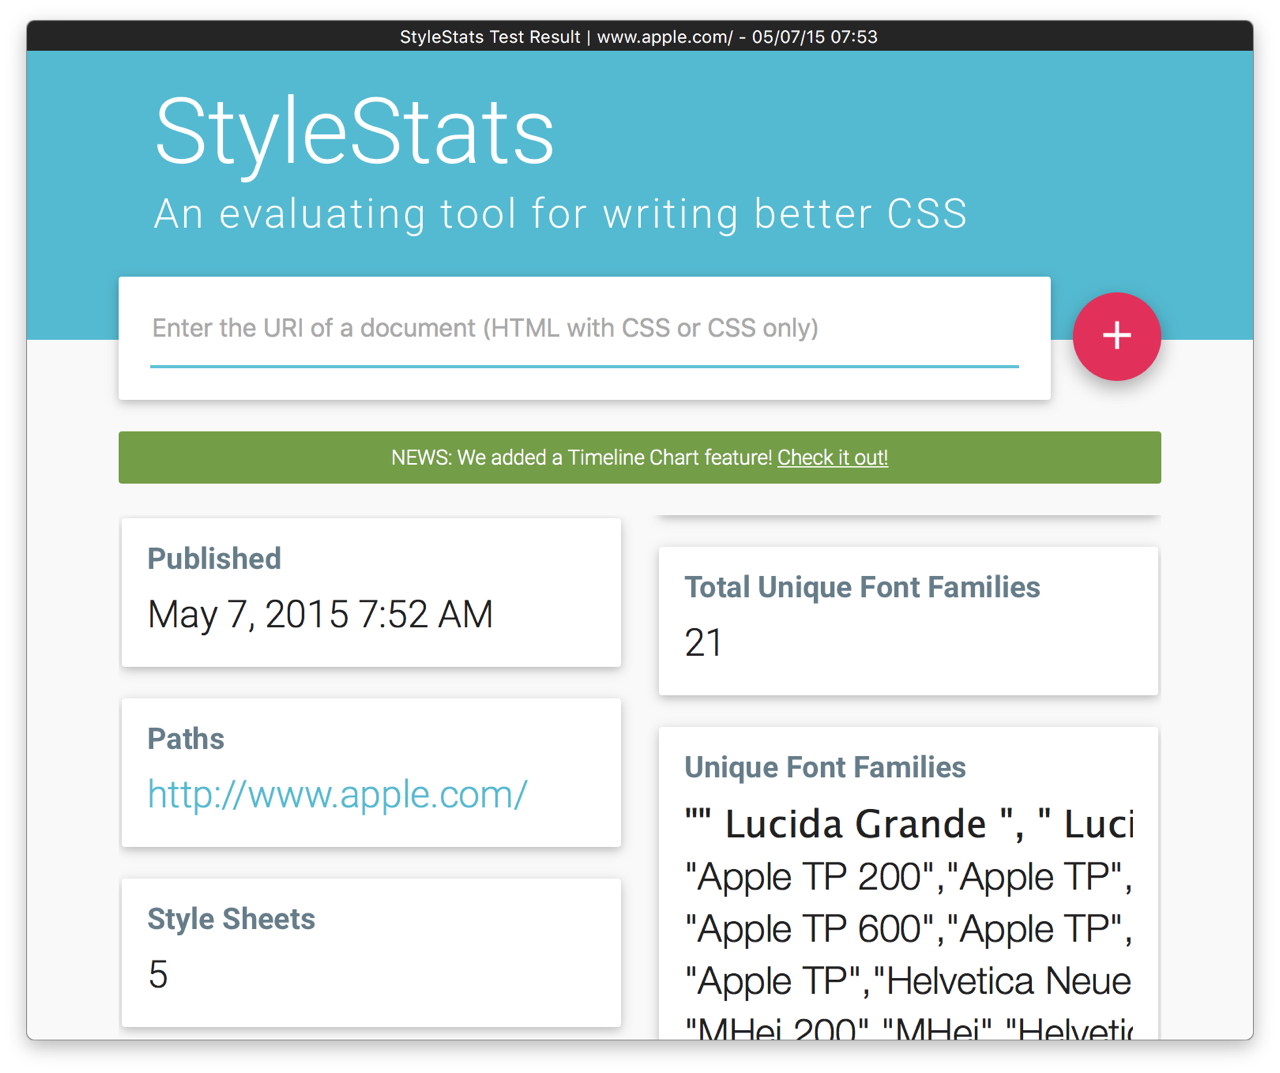 StyleStats Test Result | www.apple.com/ - 05/07/15 07:53
StyleStats
An evaluating tool for writing better CSS
Enter the URI of a document (HTML with CSS or CSS only)
+
NEWS: We added a Timeline Chart feature! Check it out!
Published
May 7, 2015 7:52 AM
Paths
http://www.apple.com/
Style Sheets
5
Total Unique Font Families
21
Unique Font Families
"" Lucida Grande ", " Luci
"Apple TP 200","Apple TP",
"Apple TP 600","Apple TP",
"Apple TP","Helvetica Neue
"MHei 200","MHei","Helvetic